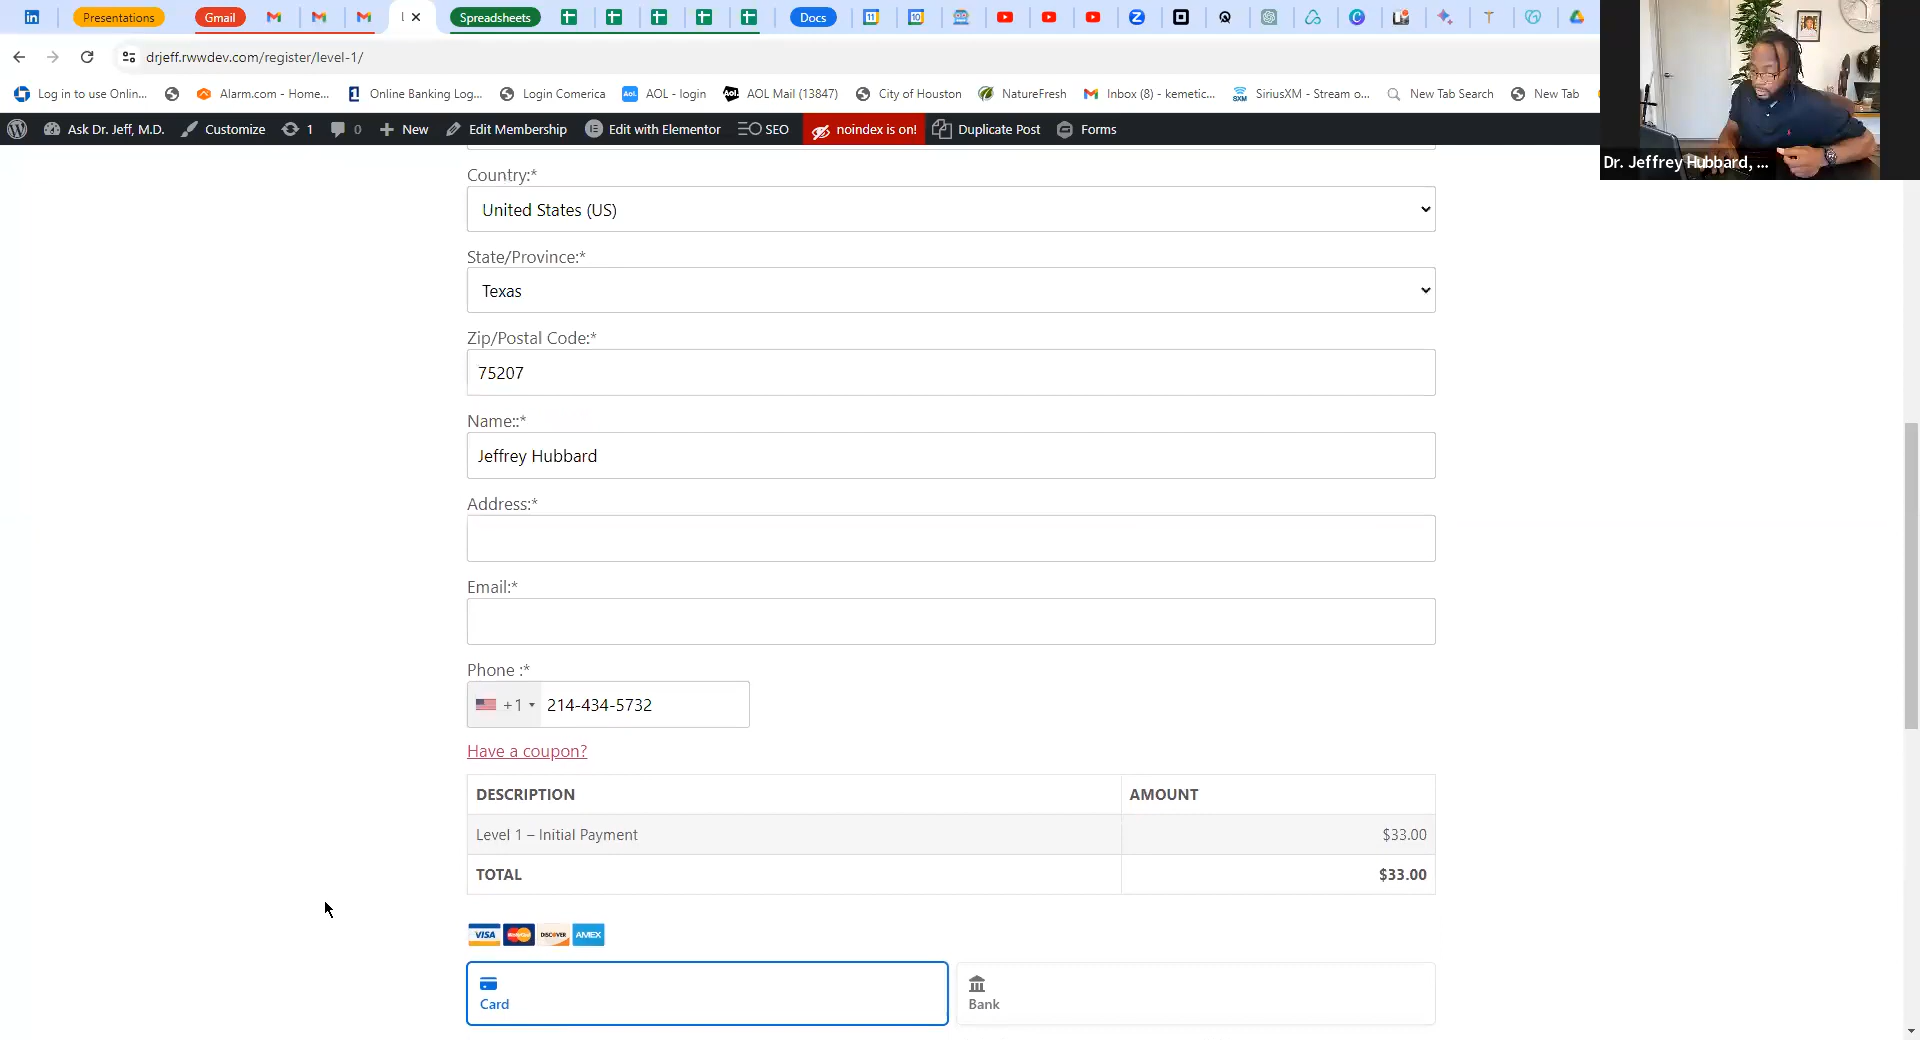 Presentations
Gmail
Spreadsheets
Docs
drjeff.rwwdev.com/register/level-1/
Log in to use Onlin...
Alarm.com - Home...
Online Banking Log...
Login Comerica
AOL - login
AOL Mail (13847)
City of Houston
NatureFresh
Inbox (8) - kemetic...
SiriusXM - Stream o...
New Tab Search
New Tab
Ask Dr. Jeff, M.D.
Customize
1
0
New
Edit Membership
Edit with Elementor
SEO
noindex is on!
Duplicate Post
Forms
Dr. Jeffrey Hubbard, ...
Country:*
United States (US)
State/Province:*
Texas
Zip/Postal Code:*
75207
Name::*
Jeffrey Hubbard
Address:*
Email:*
Phone :*
+1 214-434-5732
Have a coupon?
DESCRIPTION AMOUNT
Level 1 – Initial Payment $33.00
TOTAL $33.00
VISA
DISCOVER
AMEX
Card
Bank